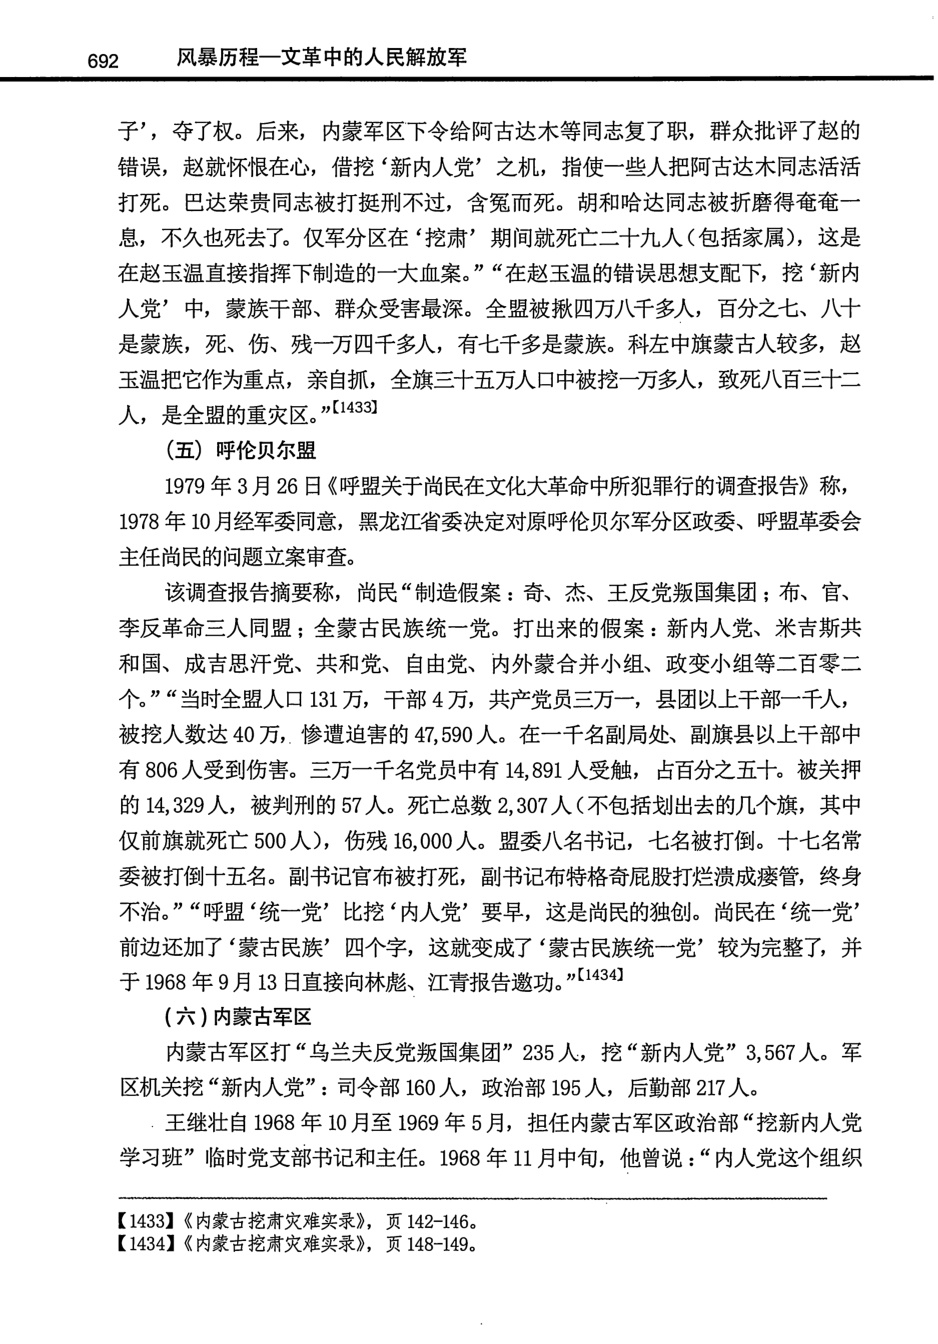 692 风暴历程—文革中的人民解放军
子’，夺了权。后来，内蒙军区下令给阿古达木等同志复了职，群众批评了赵的
错误，赵就怀恨在心，借挖‘新内人党’之机，指使一些人把阿古达木同志活活
打死。巴达荣贵同志被打挺刑不过，含冤而死。胡和哈达同志被折磨得奄奄一
息，不久也死去了。仅军分区在‘挖肃’期间就死亡二十九人（包括家属），这是
在赵玉温直接指挥下制造的一大血案。”“在赵玉温的错误思想支配下，挖‘新内
人党’中，蒙族干部、群众受害最深。全盟被揪四万八千多人，百分之七、八十
是蒙族，死、伤、残一万四千多人，有七千多是蒙族。科左中旗蒙古人较多，赵
玉温把它作为重点，亲自抓，全旗三十五万人口中被挖一万多人，致死八百三十二
人，是全盟的重灾区。”【1433】
（五）呼伦贝尔盟
1979 年 3 月 26 日《呼盟关于尚民在文化大革命中所犯罪行的调查报告》称，
1978 年 10 月经军委同意，黑龙江省委决定对原呼伦贝尔军分区政委、呼盟革委会
主任尚民的问题立案审查。
该调查报告摘要称，尚民“制造假案：奇、杰、王反党叛国集团；布、官、
李反革命三人同盟；全蒙古民族统一党。打出来的假案：新内人党、米吉斯共
和国、成吉思汗党、共和党、自由党、内外蒙合并小组、政变小组等二百零二
个。”“当时全盟人口 131 万，干部 4 万，共产党员三万一，县团以上干部一千人，
被挖人数达 40 万，惨遭迫害的 47,590 人。在一千名副局处、副旗县以上干部中
有 806 人受到伤害。三万一千名党员中有 14,891 人受触，占百分之五十。被关押
的 14,329 人，被判刑的 57 人。死亡总数 2,307 人（不包括划出去的几个旗，其中
仅前旗就死亡 500 人），伤残 16,000 人。盟委八名书记，七名被打倒。十七名常
委被打倒十五名。副书记官布被打死，副书记布特格奇屁股打烂溃成瘘管，终身
不治。”“呼盟‘统一党’比挖‘内人党’要早，这是尚民的独创。尚民在‘统一党’
前边还加了‘蒙古民族’四个字，这就变成了‘蒙古民族统一党’较为完整了，并
于 1968 年 9 月 13 日直接向林彪、江青报告邀功。”【1434】
（六）内蒙古军区
内蒙古军区打“乌兰夫反党叛国集团”235 人，挖“新内人党”3,567 人。军
区机关挖“新内人党”：司令部 160 人，政治部 195 人，后勤部 217 人。
王继壮自 1968 年 10 月至 1969 年 5 月，担任内蒙古军区政治部“挖新内人党
学习班”临时党支部书记和主任。1968 年 11 月中旬，他曾说：“内人党这个组织
【1433】《内蒙古挖肃灾难实录》，页 142-146。
【1434】《内蒙古挖肃灾难实录》，页 148-149。